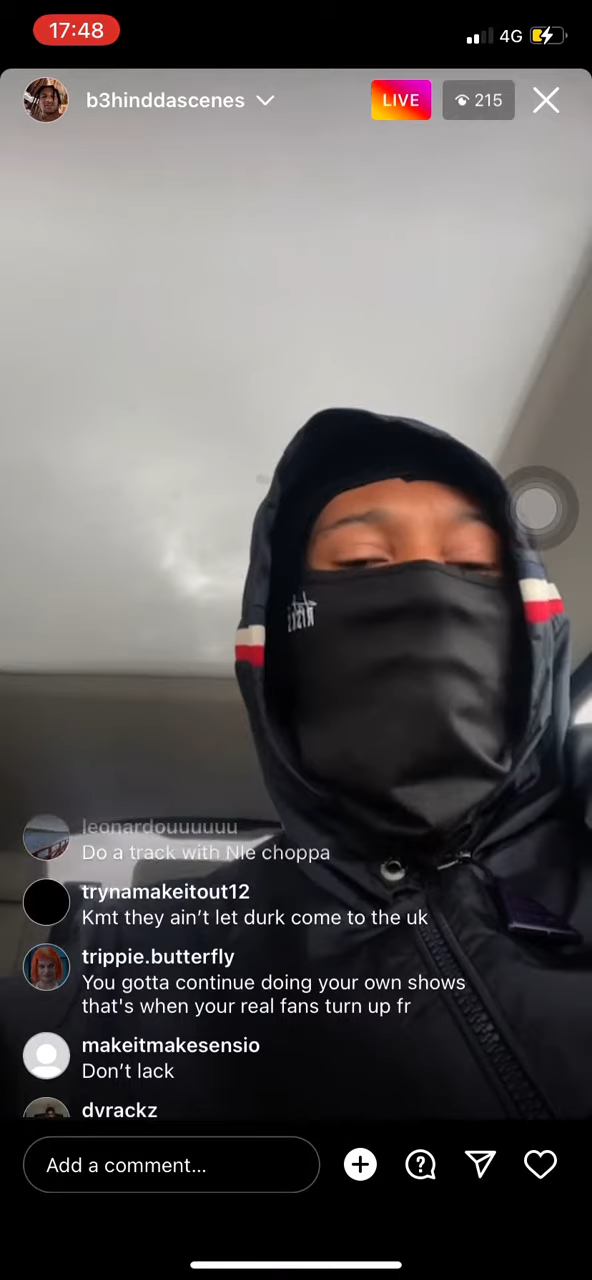 17:48
4G
b3hinddascenes
LIVE
215
leonardouuuuuu
Do a track with Nle choppa
trynamakeitout12
Kmt they ain’t let durk come to the uk
trippie.butterfly
You gotta continue doing your own shows
that's when your real fans turn up fr
makeitmakesensio
Don’t lack
dvrackz
Add a comment...